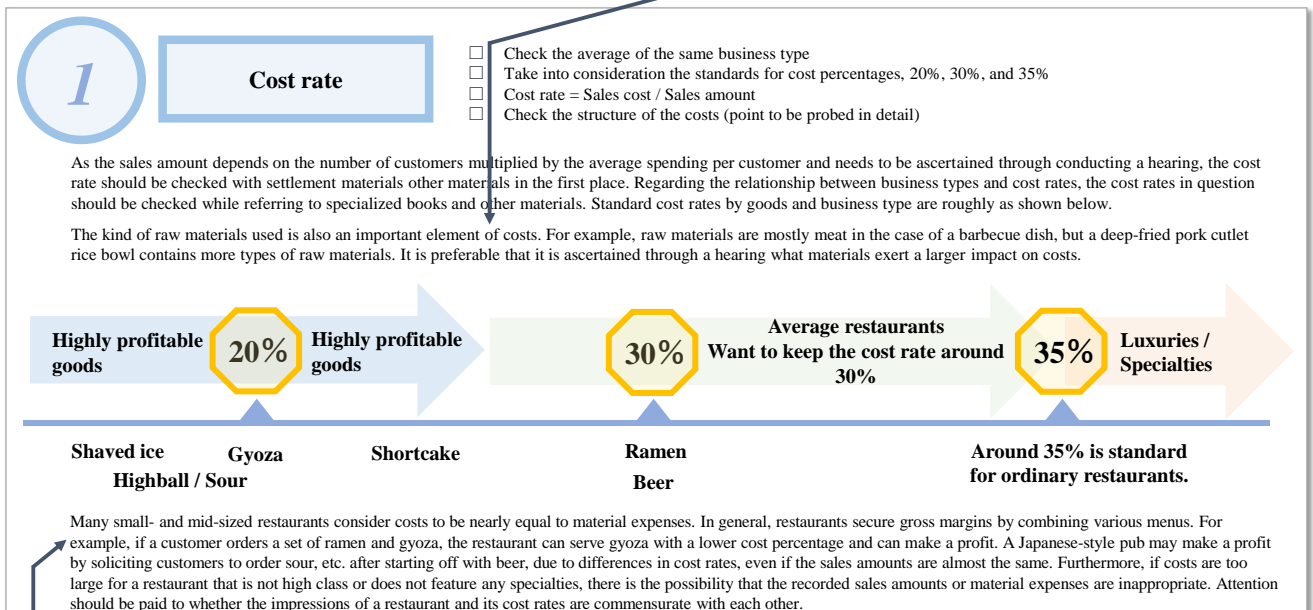 1
Cost rate
☐ Check the average of the same business type
☐ Take into consideration the standards for cost percentages, 20%, 30%, and 35%
☐ Cost rate = Sales cost / Sales amount
☐ Check the structure of the costs (point to be probed in detail)
As the sales amount depends on the number of customers multiplied by the average spending per customer and needs to be ascertained through conducting a hearing, the cost
rate should be checked with settlement materials other materials in the first place. Regarding the relationship between business types and cost rates, the cost rates in question
should be checked while referring to specialized books and other materials. Standard cost rates by goods and business type are roughly as shown below.
The kind of raw materials used is also an important element of costs. For example, raw materials are mostly meat in the case of a barbecue dish, but a deep-fried pork cutlet
rice bowl contains more types of raw materials. It is preferable that it is ascertained through a hearing what materials exert a larger impact on costs.
Highly profitable
goods
20%
Highly profitable
goods
30%
Average restaurants
Want to keep the cost rate around
30%
35%
Luxuries /
Specialties
Shaved ice
Highball / Sour
Gyoza
Shortcake
Ramen
Beer
Around 35% is standard
for ordinary restaurants.
Many small- and mid-sized restaurants consider costs to be nearly equal to material expenses. In general, restaurants secure gross margins by combining various menus. For
example, if a customer orders a set of ramen and gyoza, the restaurant can serve gyoza with a lower cost percentage and can make a profit. A Japanese-style pub may make a profit
by soliciting customers to order sour, etc. after starting off with beer, due to differences in cost rates, even if the sales amounts are almost the same. Furthermore, if costs are too
large for a restaurant that is not high class or does not feature any specialties, there is the possibility that the recorded sales amounts or material expenses are inappropriate. Attention
should be paid to whether the impressions of a restaurant and its cost rates are commensurate with each other.